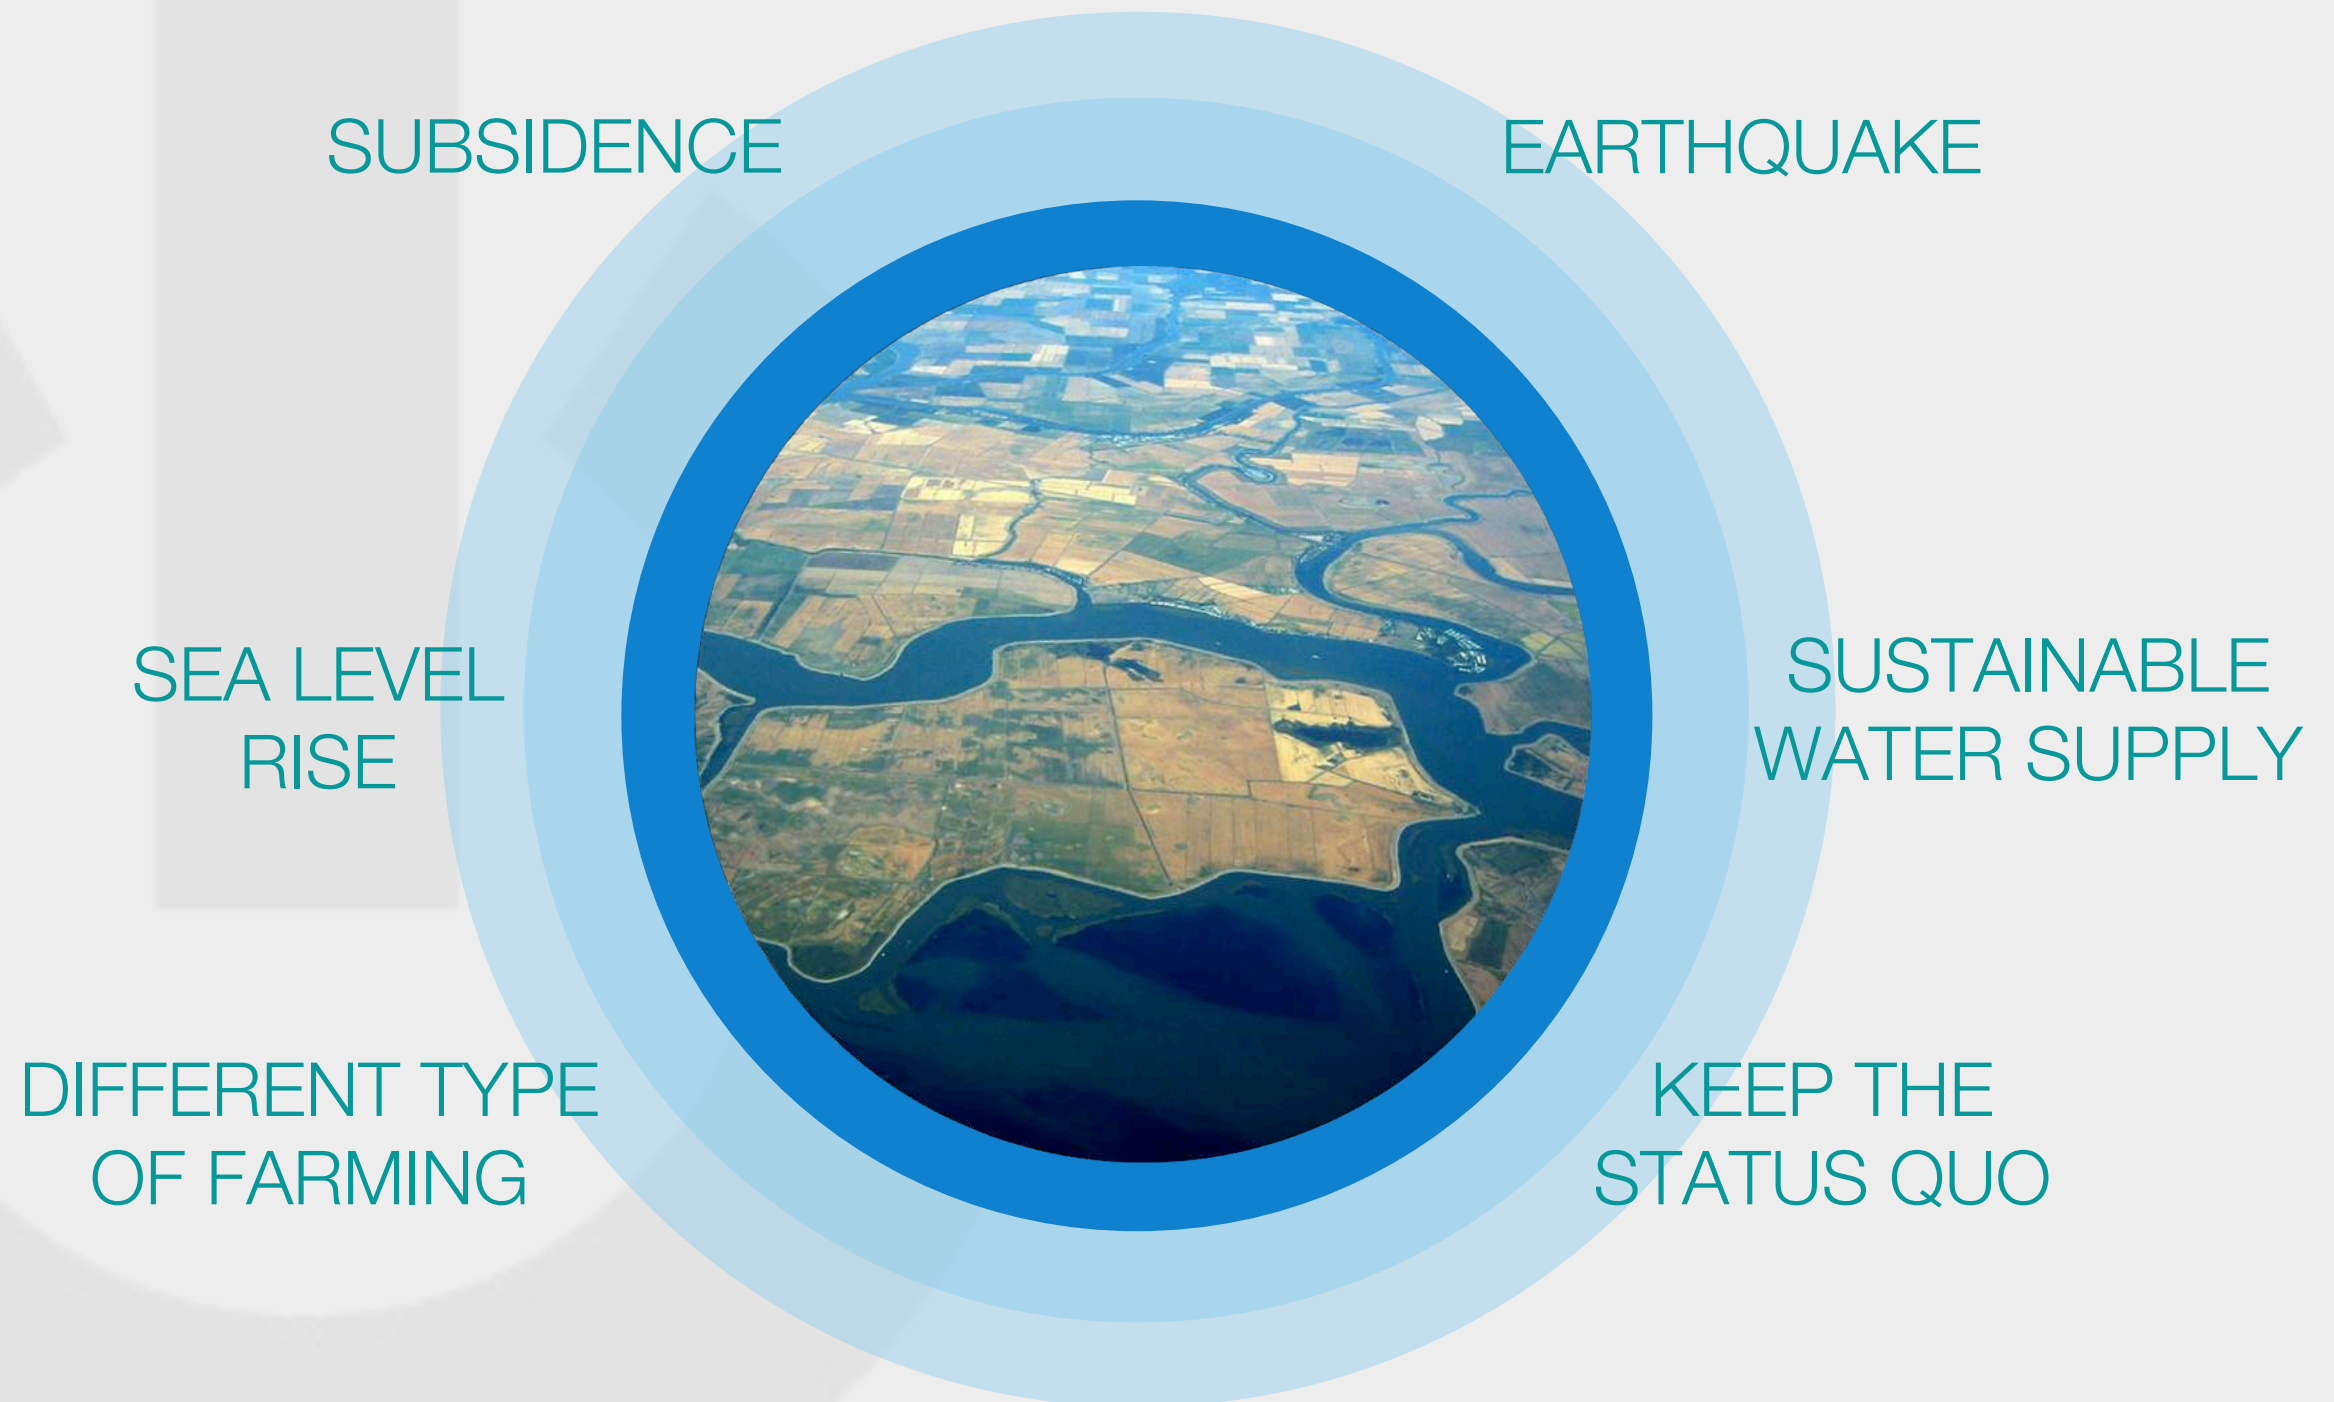 SUBSIDENCE
EARTHQUAKE
SEA LEVEL
RISE
SUSTAINABLE
WATER SUPPLY
DIFFERENT TYPE
OF FARMING
KEEP THE
STATUS QUO